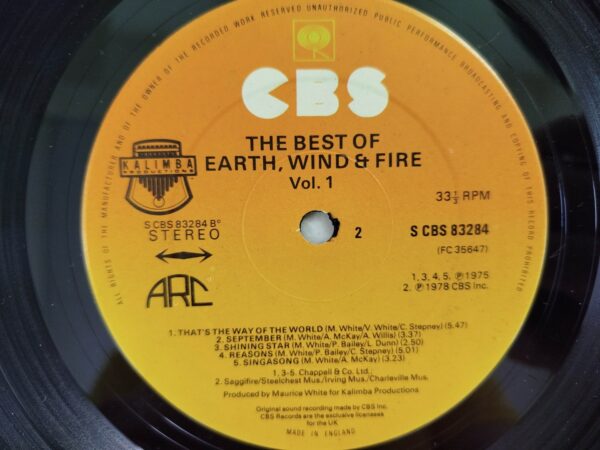 ALL RIGHTS OF THE MANUFACTURER AND OF THE OWNER OF THE RECORDED WORK RESERVED UNAUTHORIZED PUBLIC PERFORMANCE BROADCASTING AND COPYING OF THIS RECORD PROHIBITED
CBS
THE BEST OF
EARTH, WIND & FIRE
Vol. 1
KALIMBA
PRODUCTIONS
33⅓ RPM
S CBS 83284 B°
STEREO
2
S CBS 83284
(FC 35647)
ARC
1, 3, 4, 5, ℗ 1975
2. ℗ 1978 CBS Inc.
1. THAT'S THE WAY OF THE WORLD (M. White/V. White/C. Stepney) (5.47)
2. SEPTEMBER (M. White/A. McKay/A. Willis) (3.37)
3. SHINING STAR (M. White/P. Bailey/L. Dunn) (2.50)
4. REASONS (M. White/P. Bailey/C. Stepney) (5.01)
5. SINGASONG (M. White/A. McKay) (3.23)
1, 3-5. Chappell & Co. Ltd.,
2. Saggifire/Steelchest Mus./Irving Mus./Charleville Mus.
Produced by Maurice White for Kalimba Productions
Original sound recording made by CBS Inc.
CBS Records are the exclusive licensees
for the UK
MADE IN ENGLAND